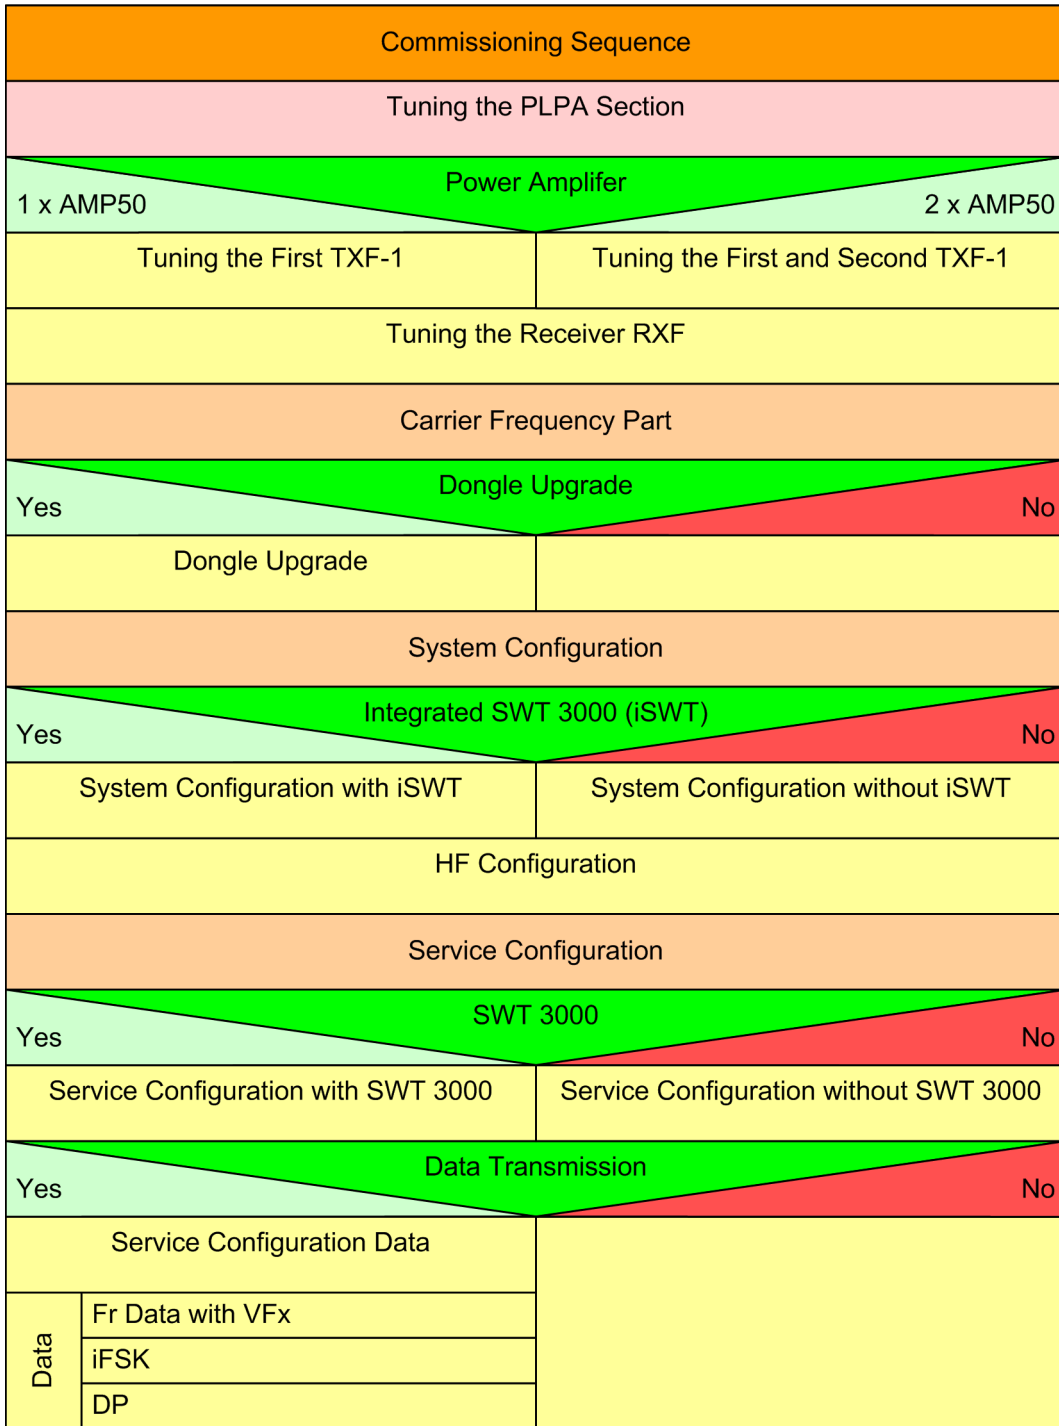 Commissioning Sequence
Tuning the PLPA Section
Power Amplifer
1 x AMP50
2 x AMP50
Tuning the First TXF-1
Tuning the First and Second TXF-1
Tuning the Receiver RXF
Carrier Frequency Part
Dongle Upgrade
Yes
No
Dongle Upgrade
System Configuration
Integrated SWT 3000 (iSWT)
Yes
No
System Configuration with iSWT
System Configuration without iSWT
HF Configuration
Service Configuration
SWT 3000
Yes
No
Service Configuration with SWT 3000
Service Configuration without SWT 3000
Data Transmission
Yes
No
Service Configuration Data
Data
Fr Data with VFx
iFSK
DP